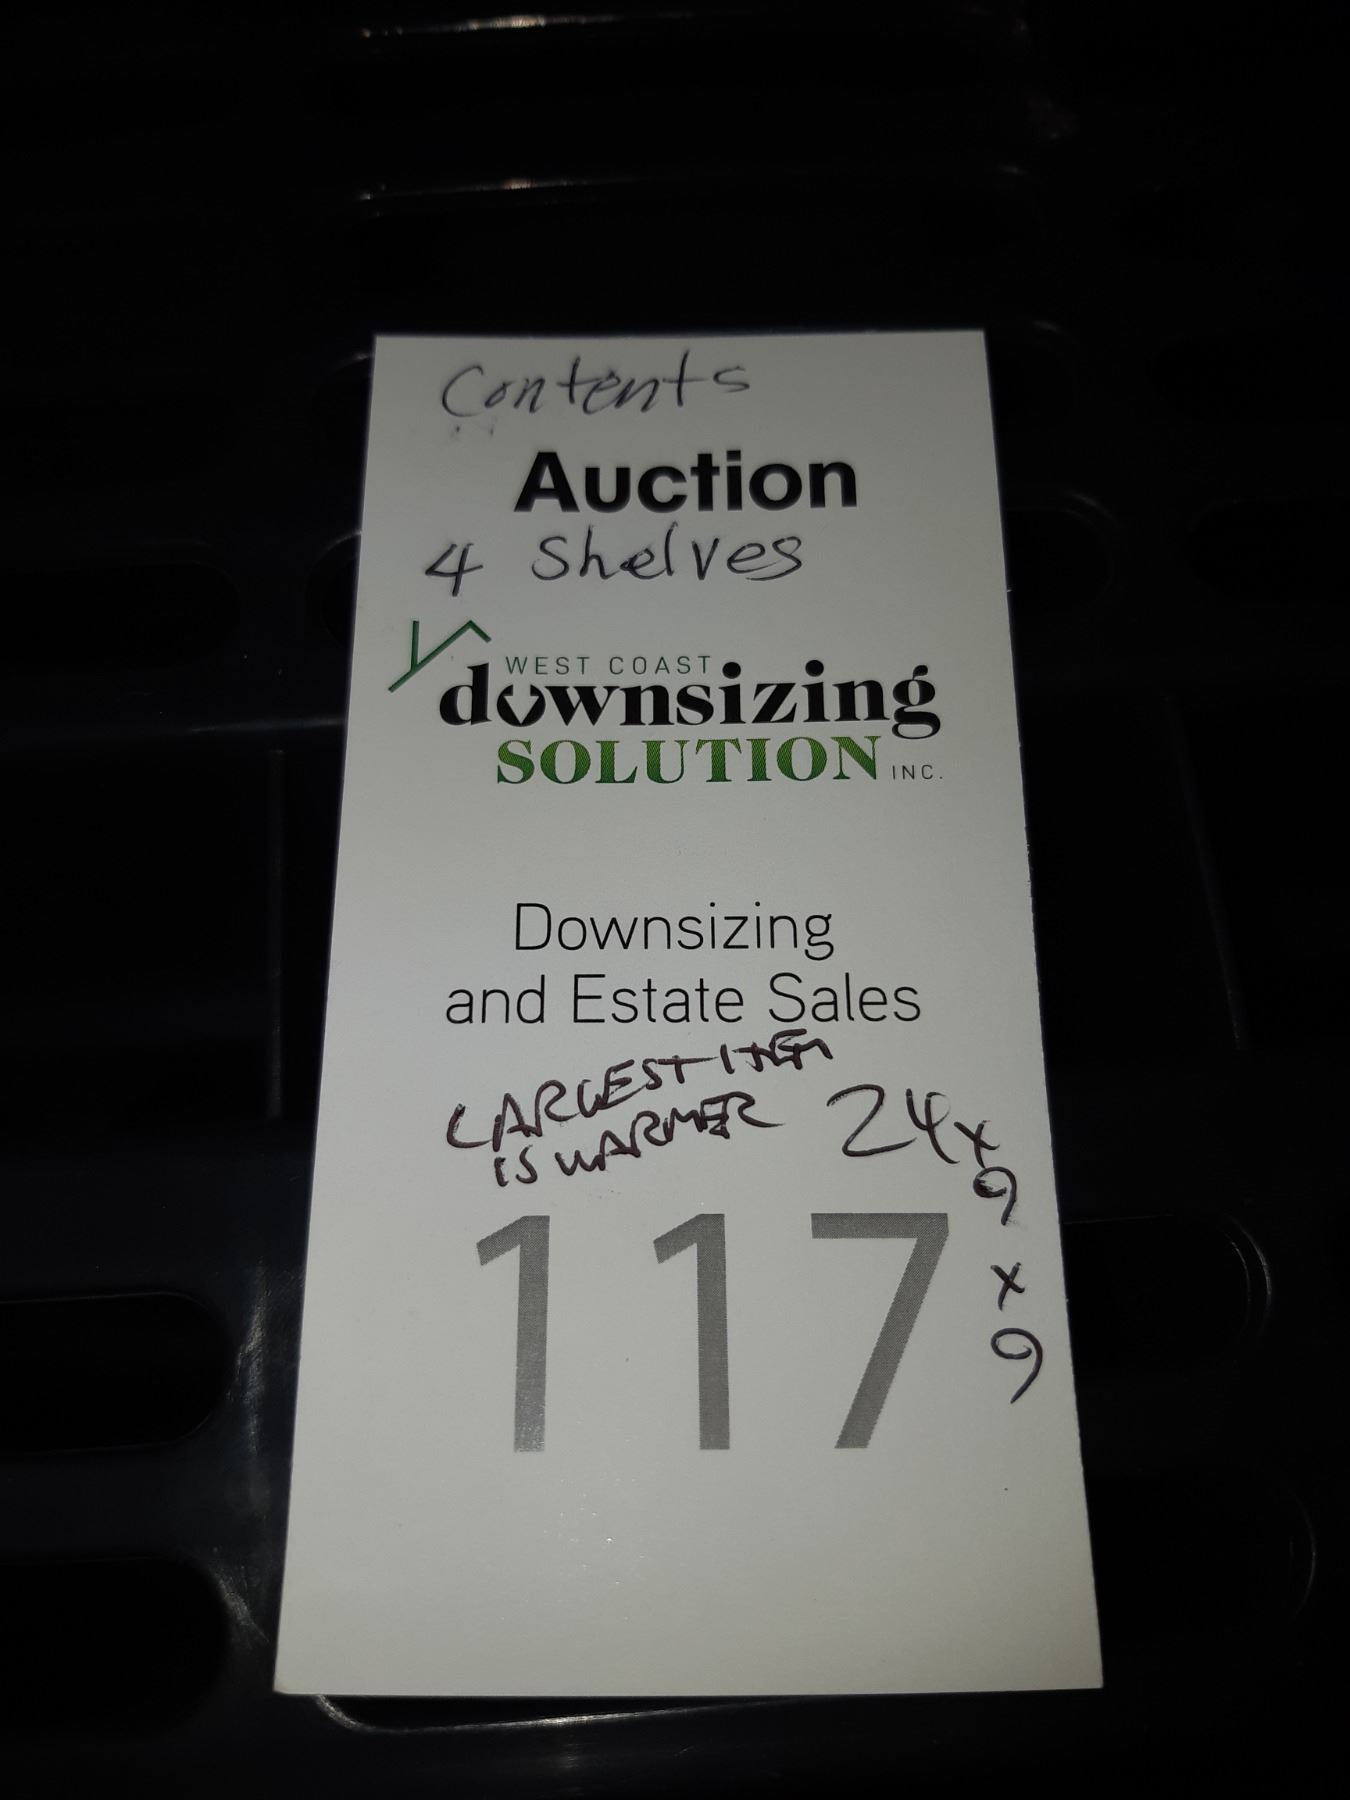 Contents
Auction
4 Shelves
WEST COAST
downsizing
SOLUTION INC.
Downsizing
and Estate Sales
LARGEST ITEM
IS WARMER 24 x 9 x 9
117